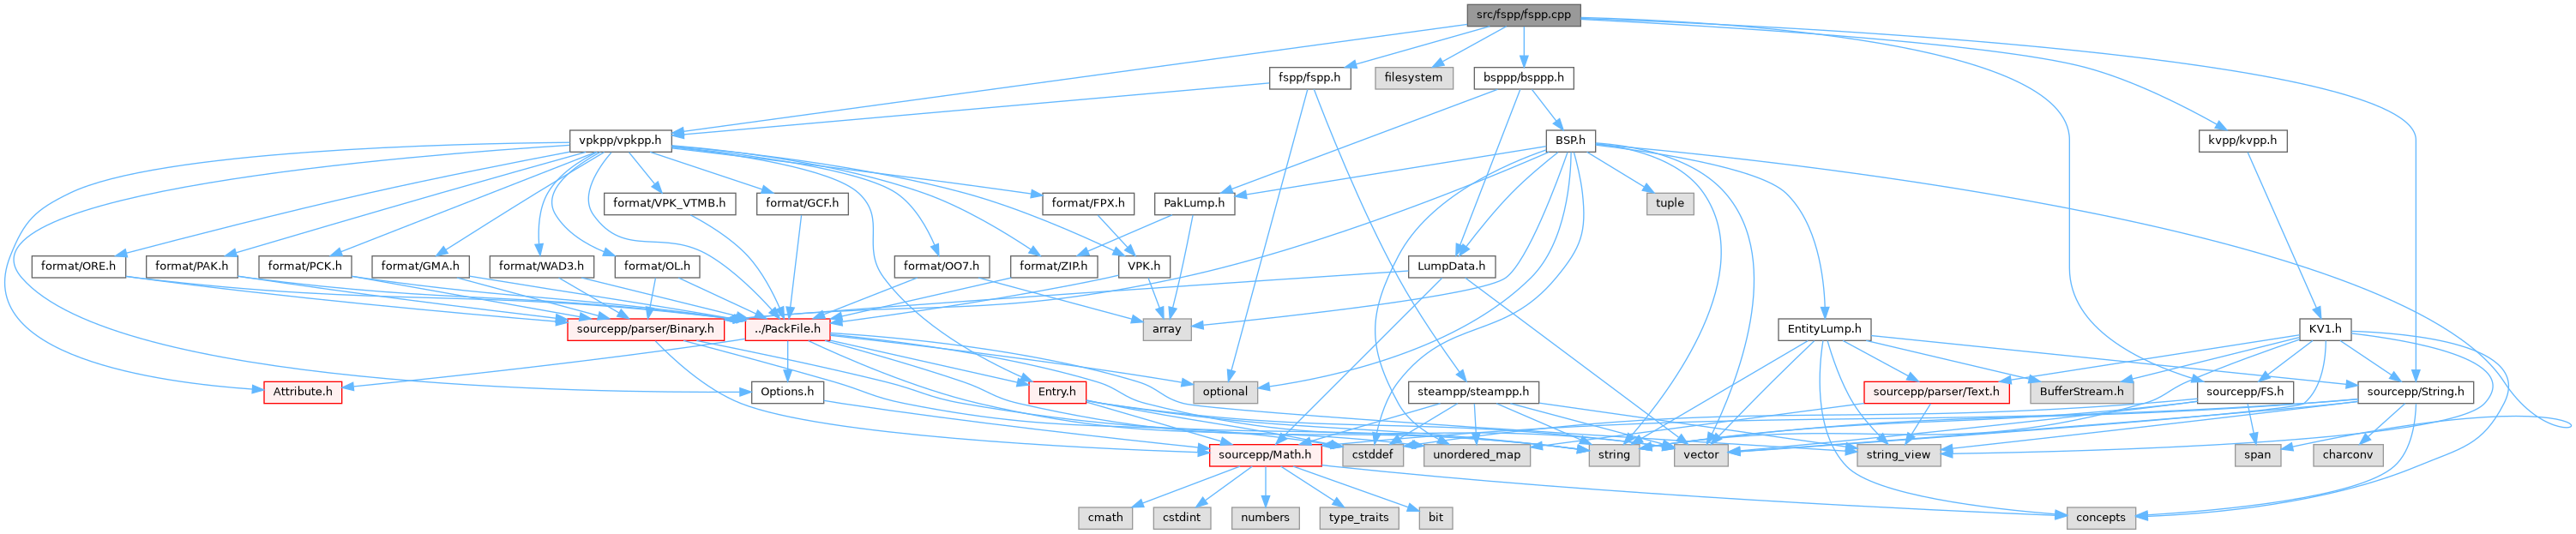 src/fspp/fspp.cpp
fspp/fspp.h
filesystem
bsppp/bsppp.h
vpkpp/vpkpp.h
BSP.h
kvpp/kvpp.h
format/VPK_VTMB.h
format/GCF.h
format/FPX.h
PakLump.h
tuple
format/ORE.h
format/PAK.h
format/PCK.h
format/GMA.h
format/WAD3.h
format/OL.h
format/OO7.h
format/ZIP.h
VPK.h
LumpData.h
sourcepp/parser/Binary.h
../PackFile.h
array
EntityLump.h
KV1.h
Attribute.h
Options.h
Entry.h
optional
steampp/steampp.h
sourcepp/parser/Text.h
BufferStream.h
sourcepp/FS.h
sourcepp/String.h
sourcepp/Math.h
cstddef
unordered_map
string
vector
string_view
span
charconv
cmath
cstdint
numbers
type_traits
bit
concepts